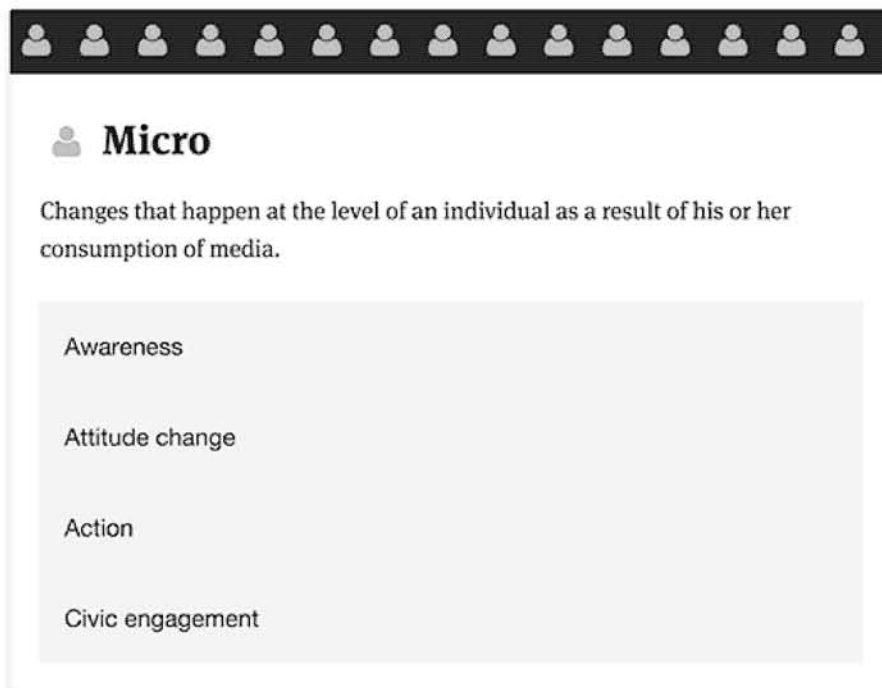 Micro
Changes that happen at the level of an individual as a result of his or her
consumption of media.
Awareness
Attitude change
Action
Civic engagement